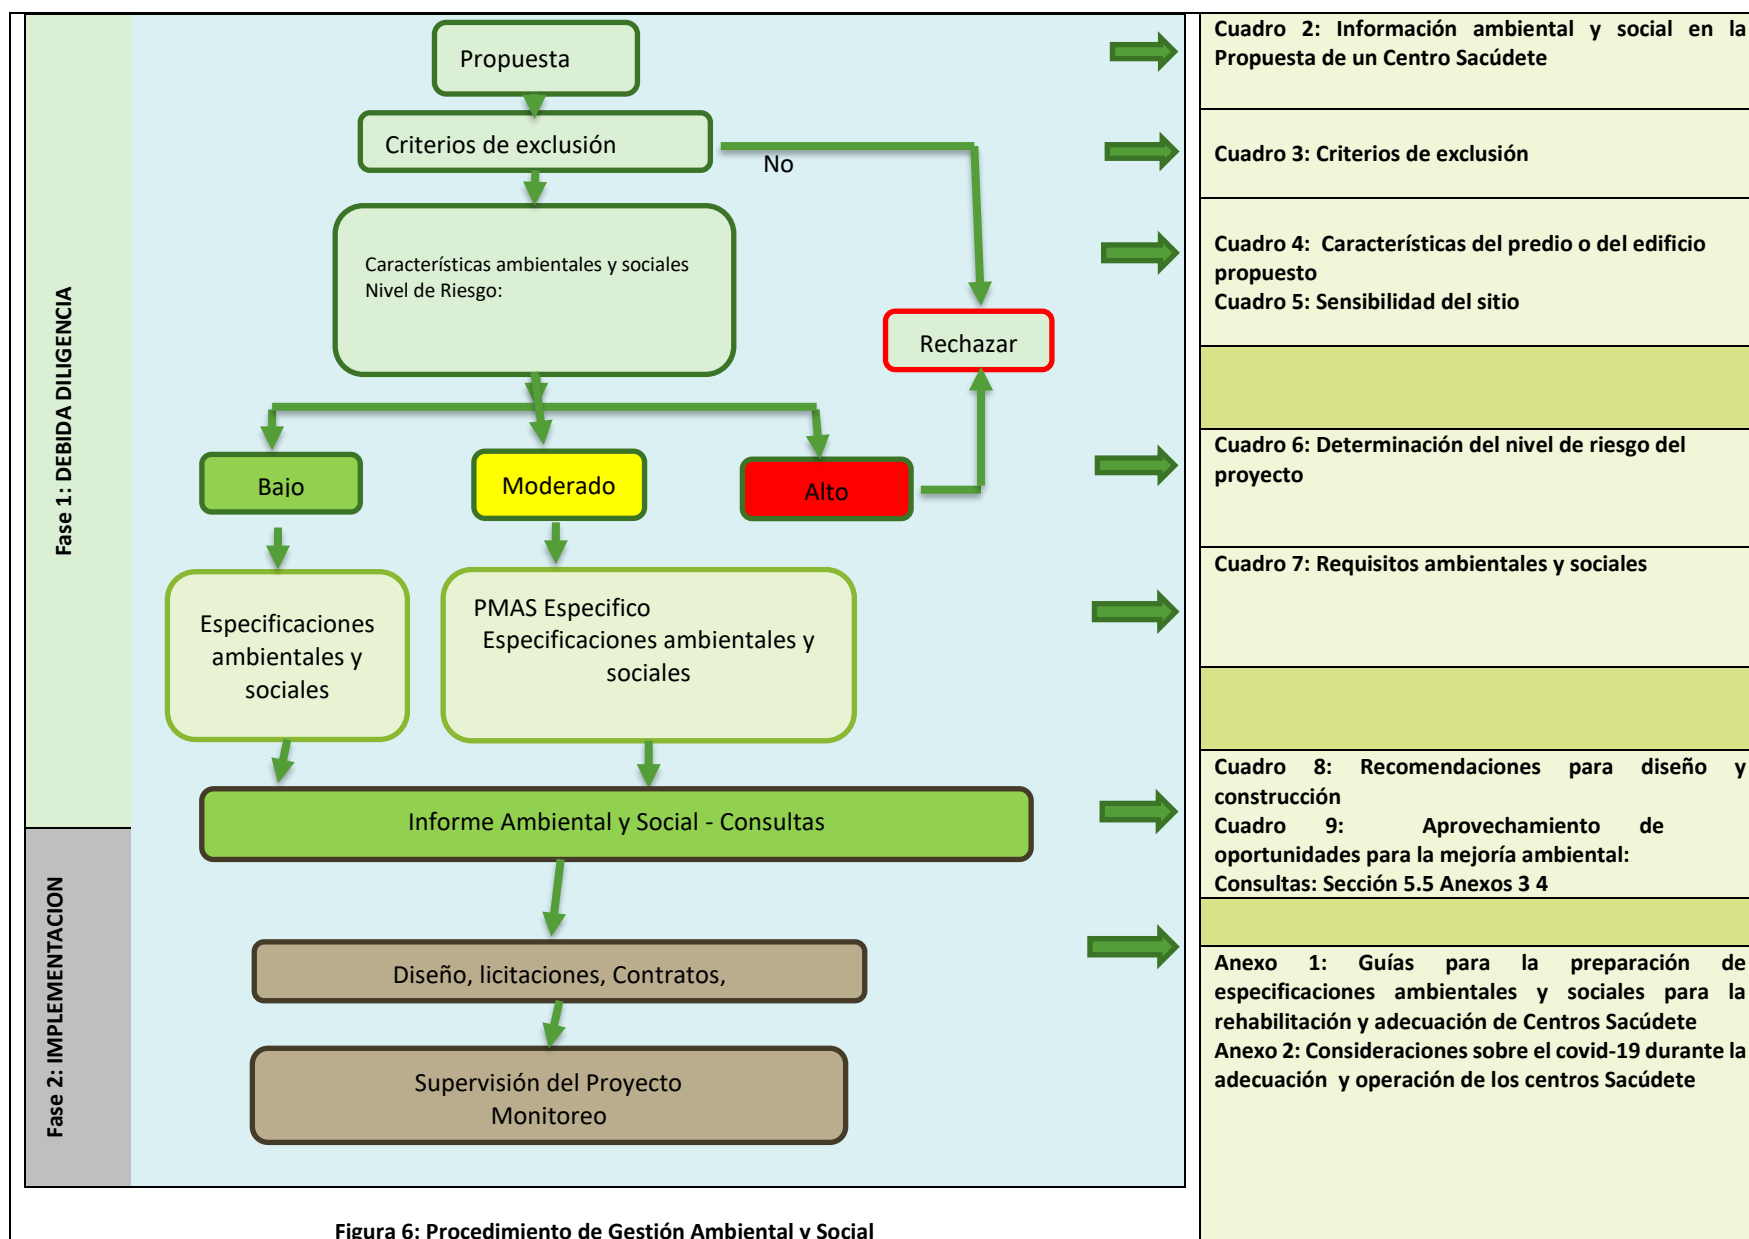 Fase 1: DEBIDA DILIGENCIA
Propuesta
Criterios de exclusión
No
Características ambientales y sociales
Nivel de Riesgo:
Rechazar
Bajo
Moderado
Alto
Especificaciones
ambientales y
sociales
PMAS Especifico
Especificaciones ambientales y
sociales
Informe Ambiental y Social - Consultas
Fase 2: IMPLEMENTACION
Diseño, licitaciones, Contratos,
Supervisión del Proyecto
Monitoreo
Cuadro 2: Información ambiental y social en la
Propuesta de un Centro Sacúdete
Cuadro 3: Criterios de exclusión
Cuadro 4: Características del predio o del edificio
propuesto
Cuadro 5: Sensibilidad del sitio
Cuadro 6: Determinación del nivel de riesgo del
proyecto
Cuadro 7: Requisitos ambientales y sociales
Cuadro 8: Recomendaciones para diseño y
construcción
Cuadro 9: Aprovechamiento de
oportunidades para la mejoría ambiental:
Consultas: Sección 5.5 Anexos 3 4
Anexo 1: Guías para la preparación de
especificaciones ambientales y sociales para la
rehabilitación y adecuación de Centros Sacúdete
Anexo 2: Consideraciones sobre el covid-19 durante la
adecuación y operación de los centros Sacúdete
Figura 6: Procedimiento de Gestión Ambiental y Social